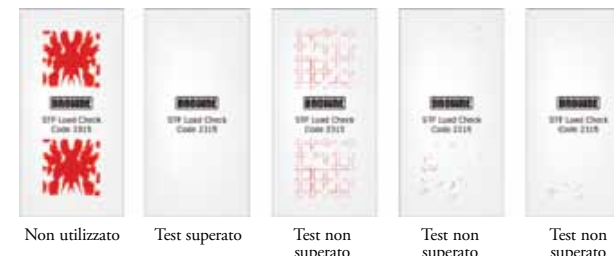 BROWNE
STF Load Check
Code 2315
BROWNE
STF Load Check
Code 2315
BROWNE
STF Load Check
Code 2315
BROWNE
STF Load Check
Code 2315
BROWNE
STF Load Check
Code 2315
Non utilizzato
Test superato
Test non
superato
Test non
superato
Test non
superato